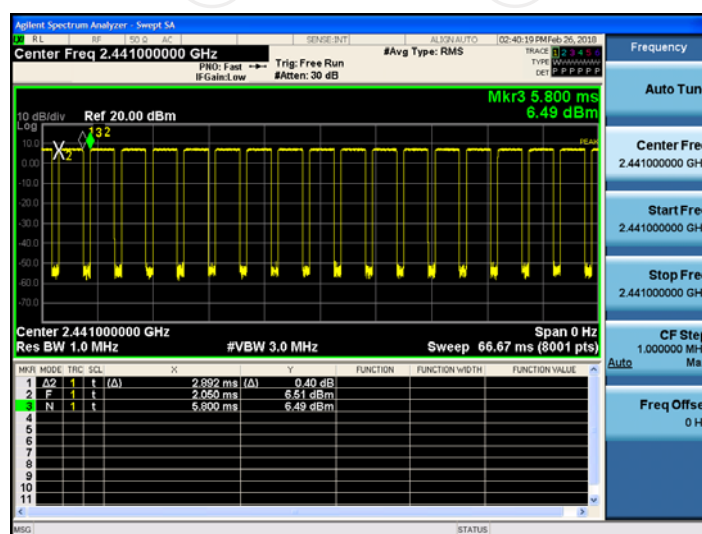 Agilent Spectrum Analyzer - Swept SA
RL RF 50 Ω AC SENSE:INT ALIGN AUTO 02:40:19 PM Feb 26, 2018
Center Freq 2.441000000 GHz
#Avg Type: RMS
TRACE 1 2 3 4 5 6
PNO: Fast Trig: Free Run
TYPE
IFGain:Low #Atten: 30 dB
DET P P P P P P
Mkr3 5.800 ms
10 dB/div Ref 20.00 dBm 6.49 dBm
Log
1 3 2
10.0
PEAK
X2
0.00
-10.0
-20.0
-30.0
-40.0
-50.0
-60.0
-70.0
Center 2.441000000 GHz Span 0 Hz
Res BW 1.0 MHz #VBW 3.0 MHz Sweep 66.67 ms (8001 pts)
MKR MODE TRC SCL X Y FUNCTION FUNCTION WIDTH FUNCTION VALUE
1 Δ2 1 t (Δ) 2.892 ms (Δ) 0.40 dB
2 F 1 t 2.050 ms 6.51 dBm
3 N 1 t 5.800 ms 6.49 dBm
4
5
6
7
8
9
10
11
MSG STATUS
Frequency
Auto Tun
Center Fre
2.441000000 GH
Start Fre
2.441000000 GH
Stop Fre
2.441000000 GH
CF Step
1.000000 MH
Auto Ma
Freq Offse
0 H